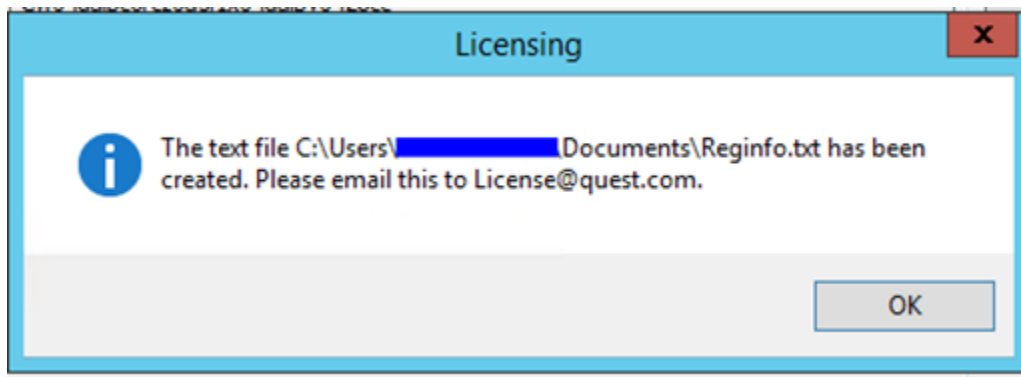 Licensing
x
The text file C:\Users\ \Documents\Reginfo.txt has been
created. Please email this to License@quest.com.
OK